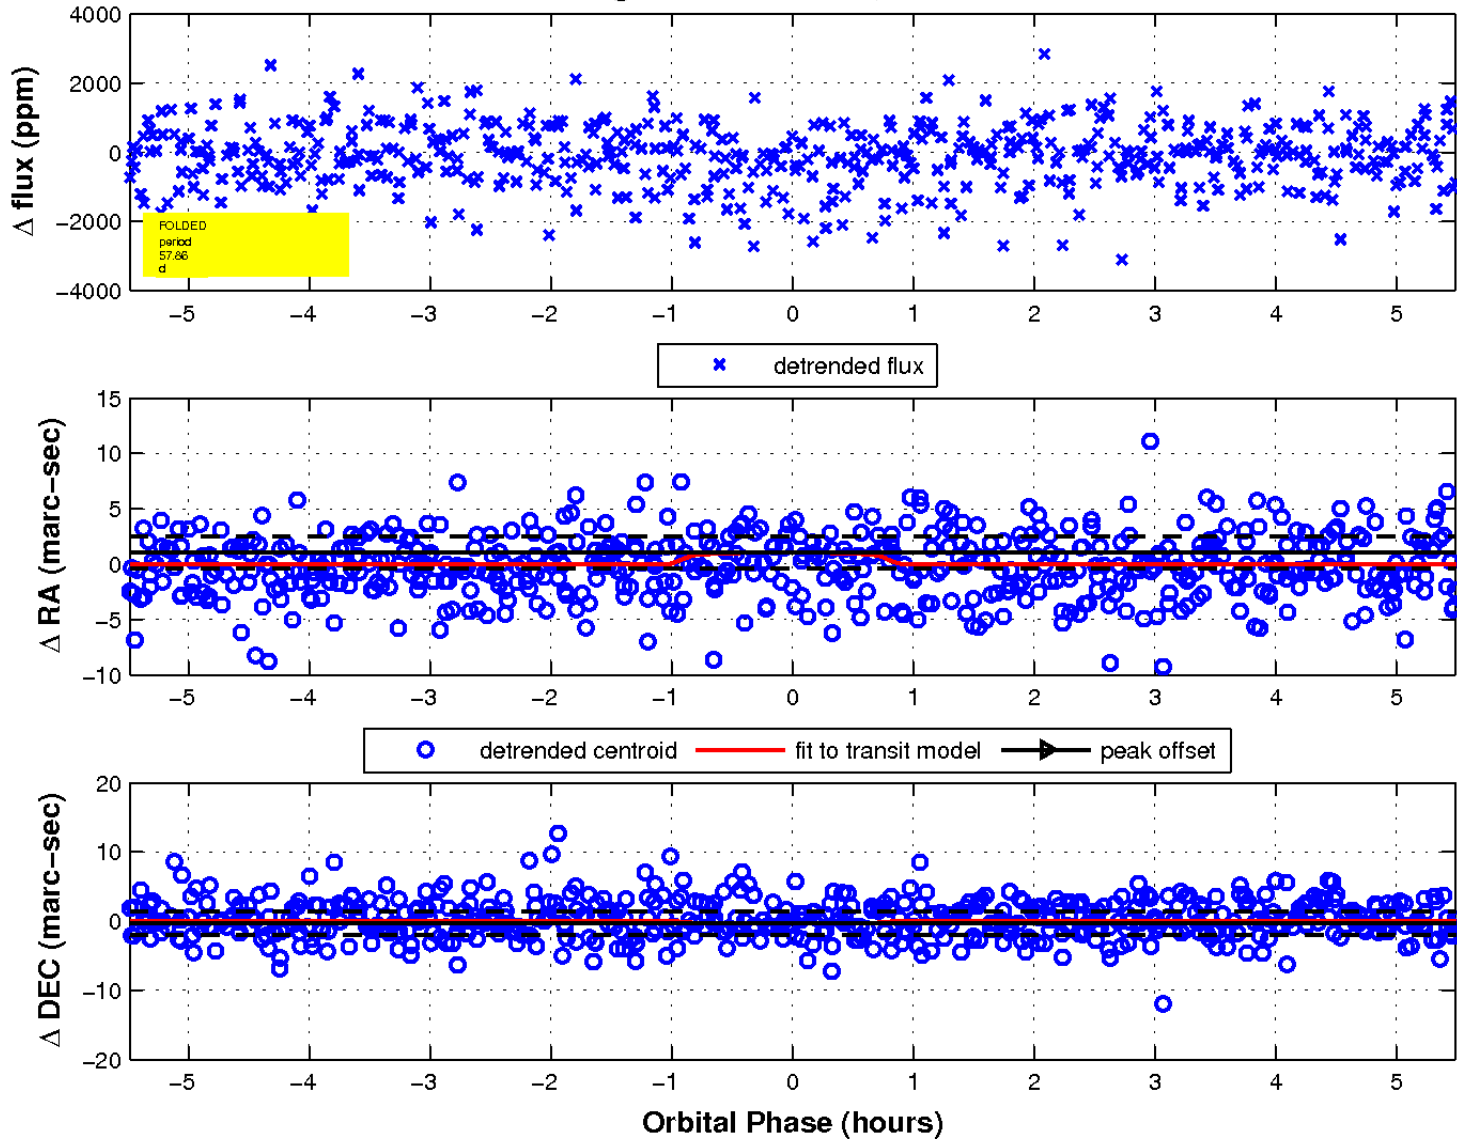 4000
2000
0
−2000
−4000
Δ flux (ppm)
FOLDED
period
57.86
d
−5 −4 −3 −2 −1 0 1 2 3 4 5
detrended flux
15
10
5
0
−5
−10
Δ RA (marc−sec)
−5 −4 −3 −2 −1 0 1 2 3 4 5
detrended centroid fit to transit model peak offset
20
10
0
−10
−20
Δ DEC (marc−sec)
−5 −4 −3 −2 −1 0 1 2 3 4 5
Orbital Phase (hours)